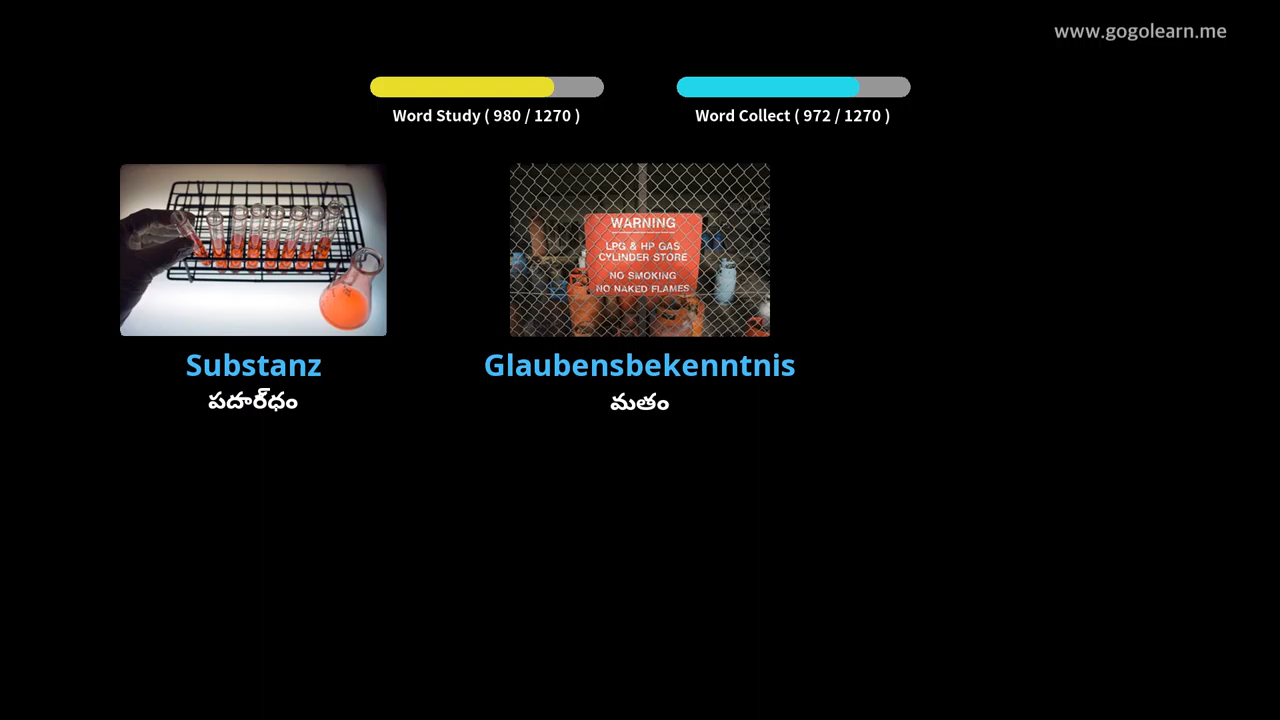 www.gogolearn.me
Word Study ( 980 / 1270 )
Word Collect ( 972 / 1270 )
WARNING
LPG & HP GAS
CYLINDER STORE
NO SMOKING
NO NAKED FLAMES
Substanz
పదార్ధం
Glaubensbekenntnis
మతం